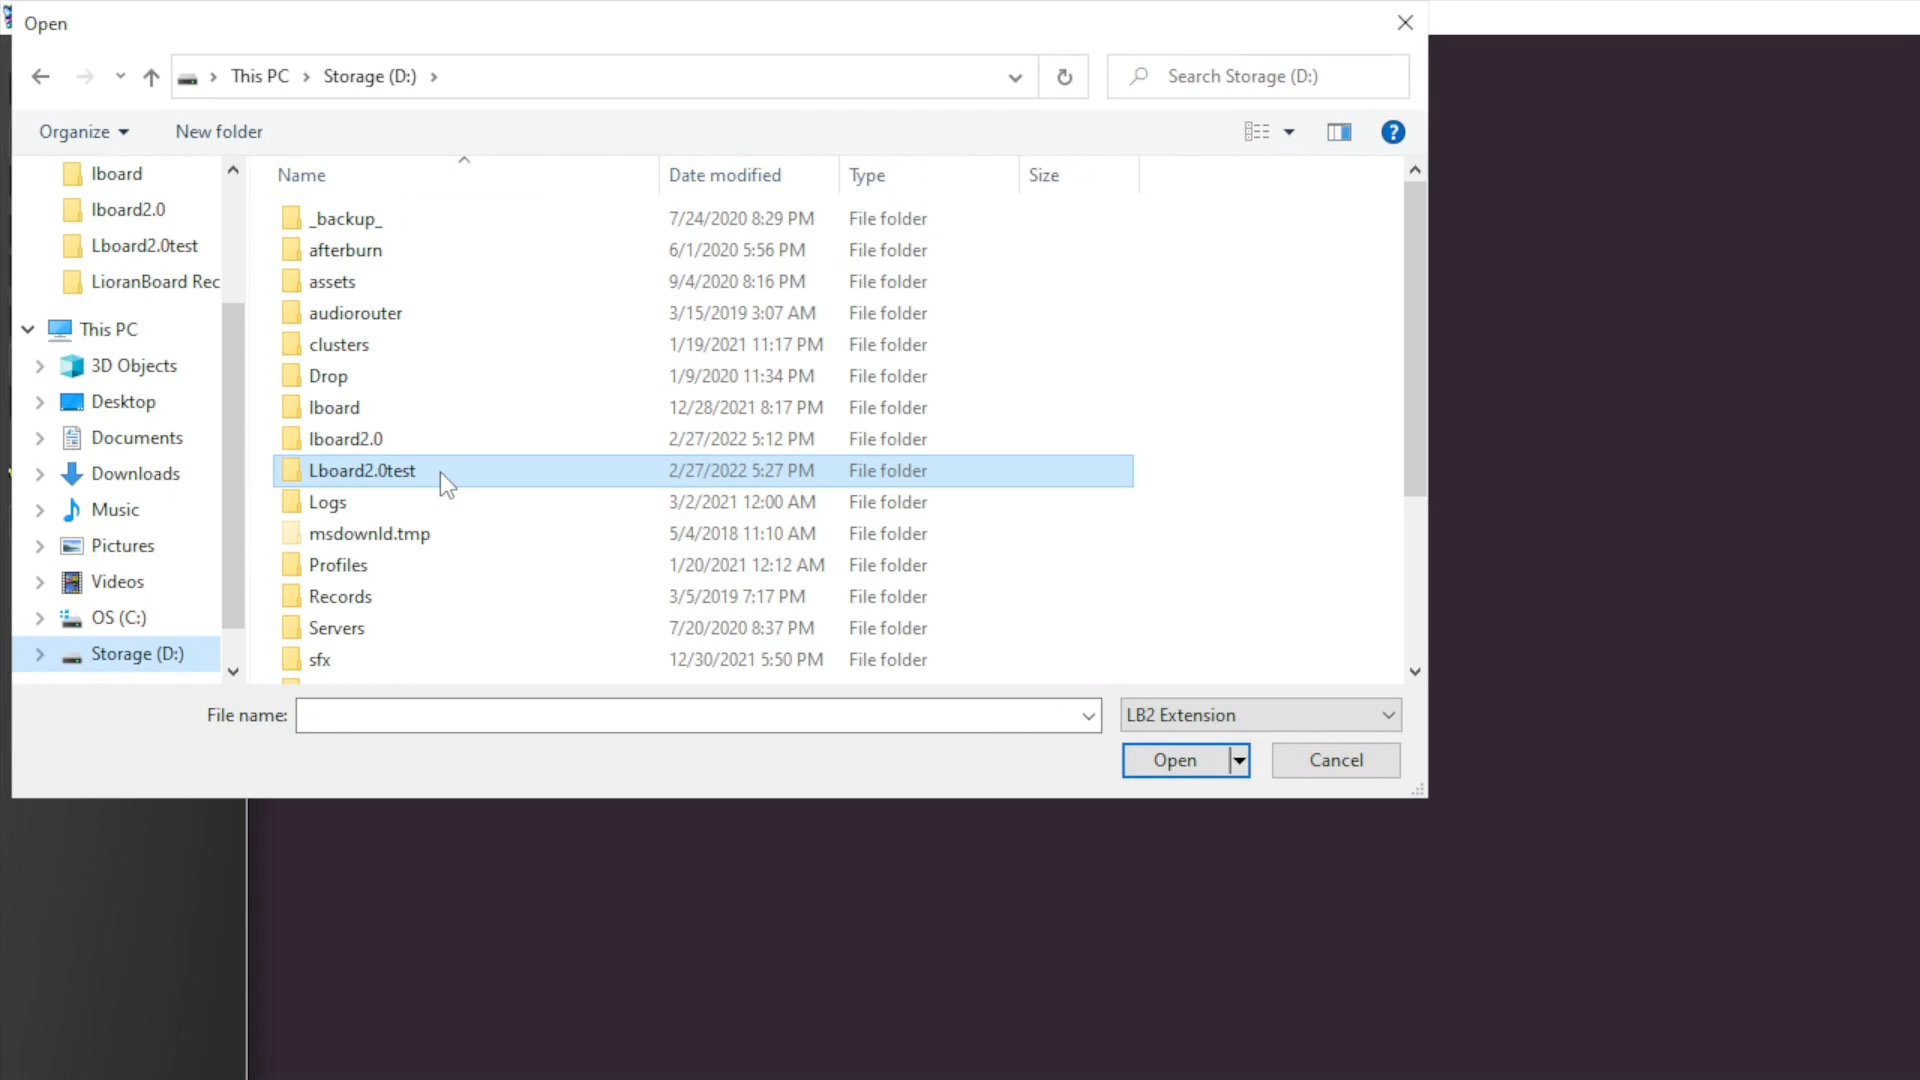 Open
This PC Storage (D:)
Search Storage (D:)
Organize New folder
Name Date modified Type Size
lboard
lboard2.0
Lboard2.0test
LioranBoard Rec
This PC
3D Objects
Desktop
Documents
Downloads
Music
Pictures
Videos
OS (C:)
Storage (D:)
_backup_ 7/24/2020 8:29 PM File folder
afterburn 6/1/2020 5:56 PM File folder
assets 9/4/2020 8:16 PM File folder
audiorouter 3/15/2019 3:07 AM File folder
clusters 1/19/2021 11:17 PM File folder
Drop 1/9/2020 11:34 PM File folder
lboard 12/28/2021 8:17 PM File folder
lboard2.0 2/27/2022 5:12 PM File folder
Lboard2.0test 2/27/2022 5:27 PM File folder
Logs 3/2/2021 12:00 AM File folder
msdownld.tmp 5/4/2018 11:10 AM File folder
Profiles 1/20/2021 12:12 AM File folder
Records 3/5/2019 7:17 PM File folder
Servers 7/20/2020 8:37 PM File folder
sfx 12/30/2021 5:50 PM File folder
File name: LB2 Extension
Open Cancel